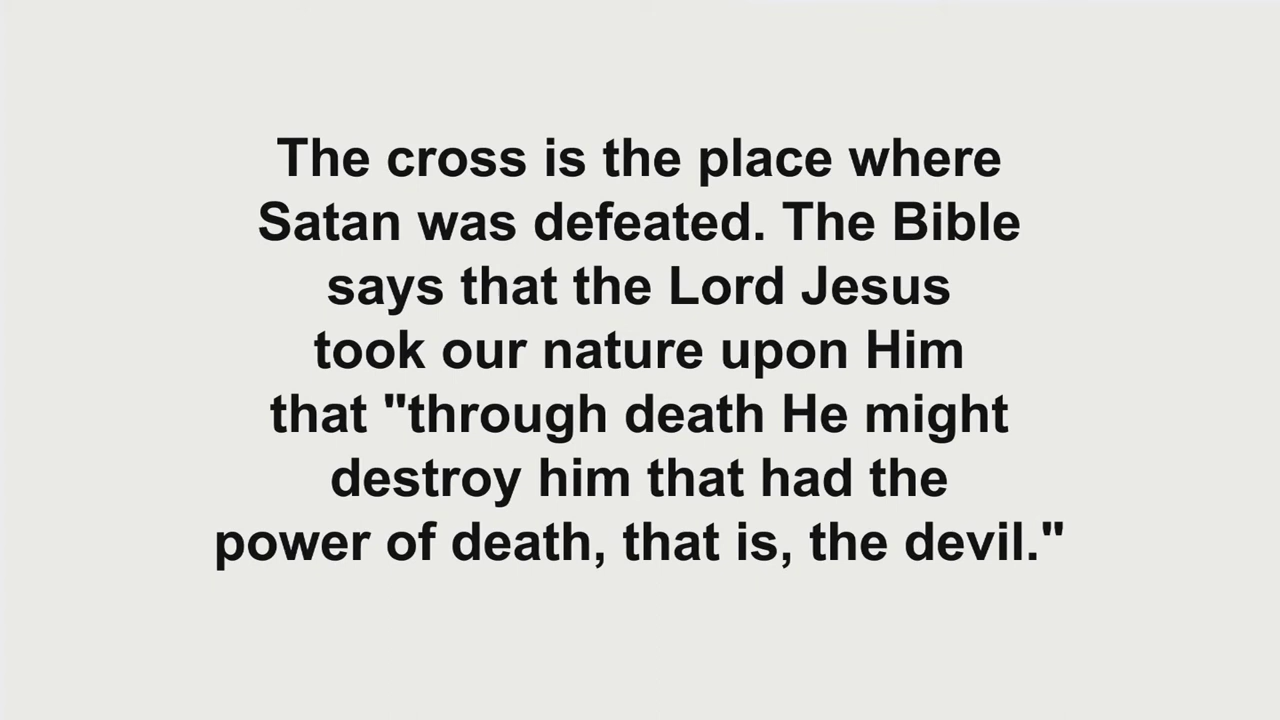 The cross is the place where
Satan was defeated. The Bible
says that the Lord Jesus
took our nature upon Him
that "through death He might
destroy him that had the
power of death, that is, the devil."